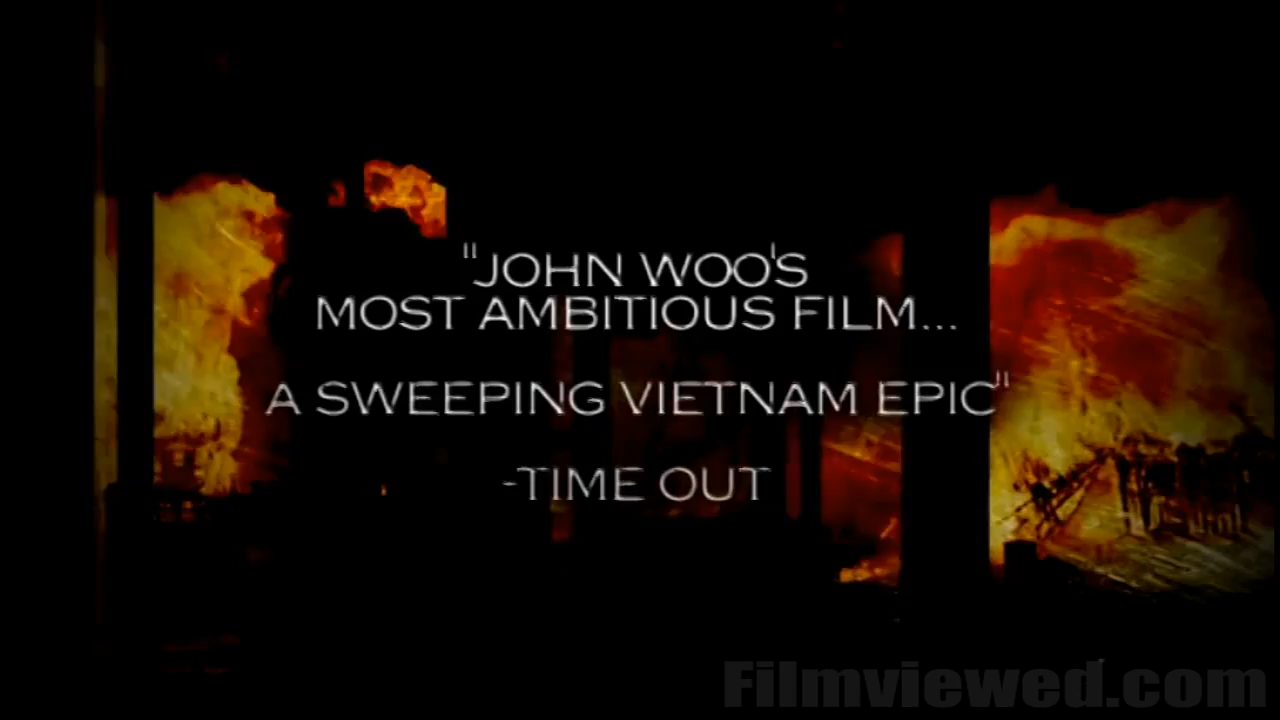 "JOHN WOO'S
MOST AMBITIOUS FILM...
A SWEEPING VIETNAM EPIC"
-TIME OUT
Filmviewed.com